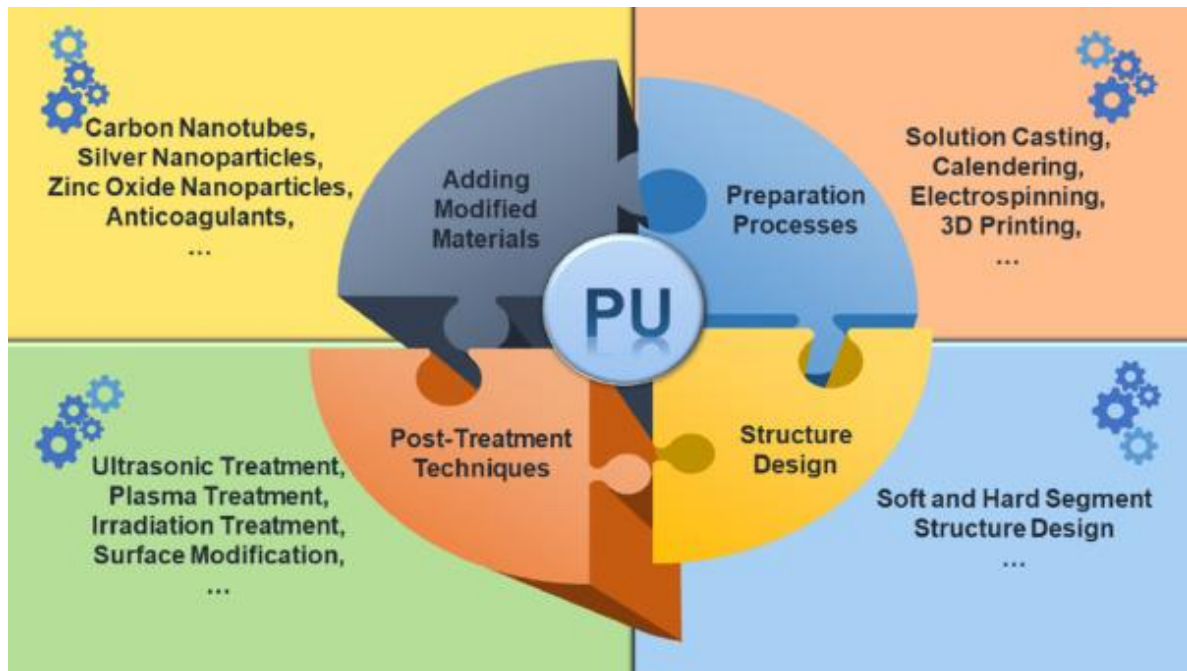 Carbon Nanotubes,
Silver Nanoparticles,
Zinc Oxide Nanoparticles,
Anticoagulants,
...
Adding
Modified
Materials
Preparation
Processes
Solution Casting,
Calendering,
Electrospinning,
3D Printing,
...
PU
Ultrasonic Treatment,
Plasma Treatment,
Irradiation Treatment,
Surface Modification,
...
Post-Treatment
Techniques
Structure
Design
Soft and Hard Segment
Structure Design
...